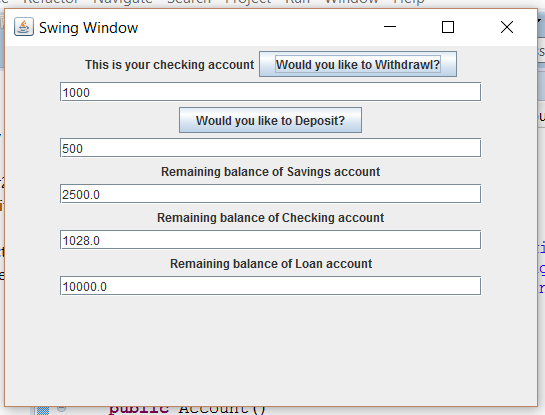 Refactor Navigate Search Project Run Window Help
Swing Window
This is your checking account Would you like to Withdrawl?
1000
Would you like to Deposit?
500
Remaining balance of Savings account
2500.0
Remaining balance of Checking account
1028.0
Remaining balance of Loan account
10000.0
public Account()